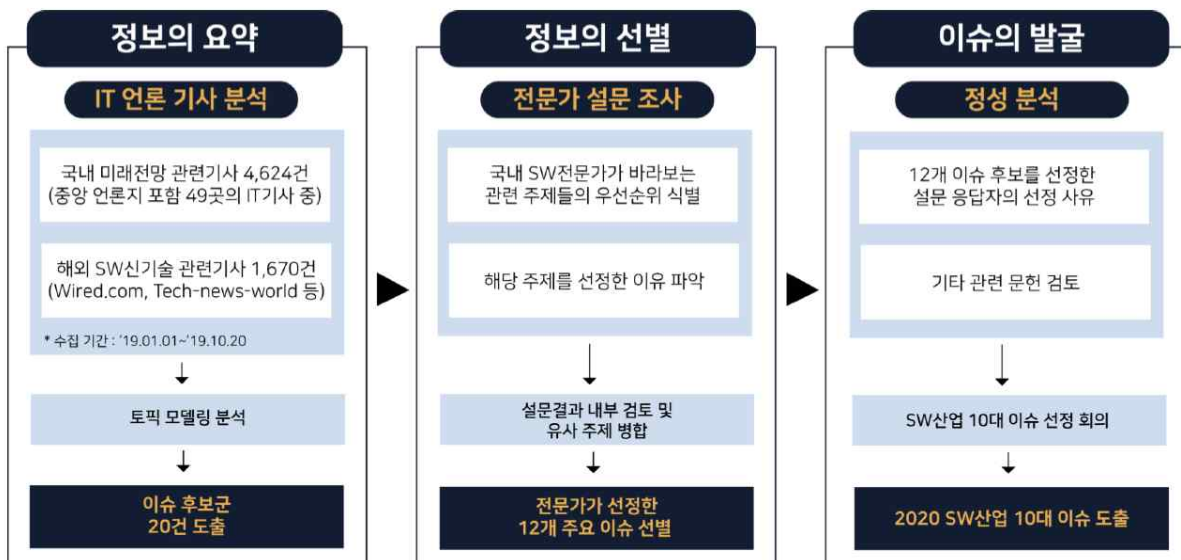 정보의 요약
IT 언론 기사 분석
국내 미래전망 관련기사 4,624건
(중앙 언론지 포함 49곳의 IT기사 중)
해외 SW신기술 관련기사 1,670건
(Wired.com, Tech-news-world 등)
* 수집 기간 : '19.01.01~'19.10.20
토픽 모델링 분석
이슈 후보군
20건 도출
정보의 선별
전문가 설문 조사
국내 SW전문가가 바라보는
관련 주제들의 우선순위 식별
해당 주제를 선정한 이유 파악
설문결과 내부 검토 및
유사 주제 병합
전문가가 선정한
12개 주요 이슈 선별
이슈의 발굴
정성 분석
12개 이슈 후보를 선정한
설문 응답자의 선정 사유
기타 관련 문헌 검토
SW산업 10대 이슈 선정 회의
2020 SW산업 10대 이슈 도출